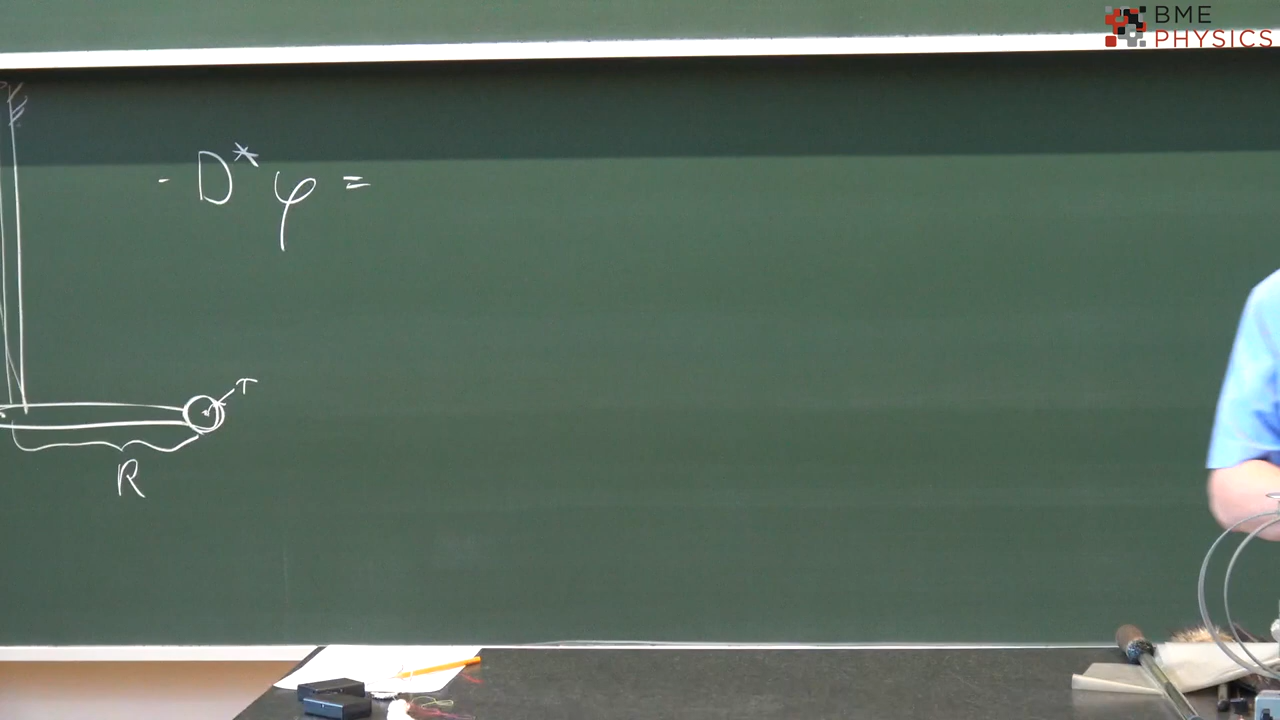 BME
PHYSICS
- D* φ =
r
R